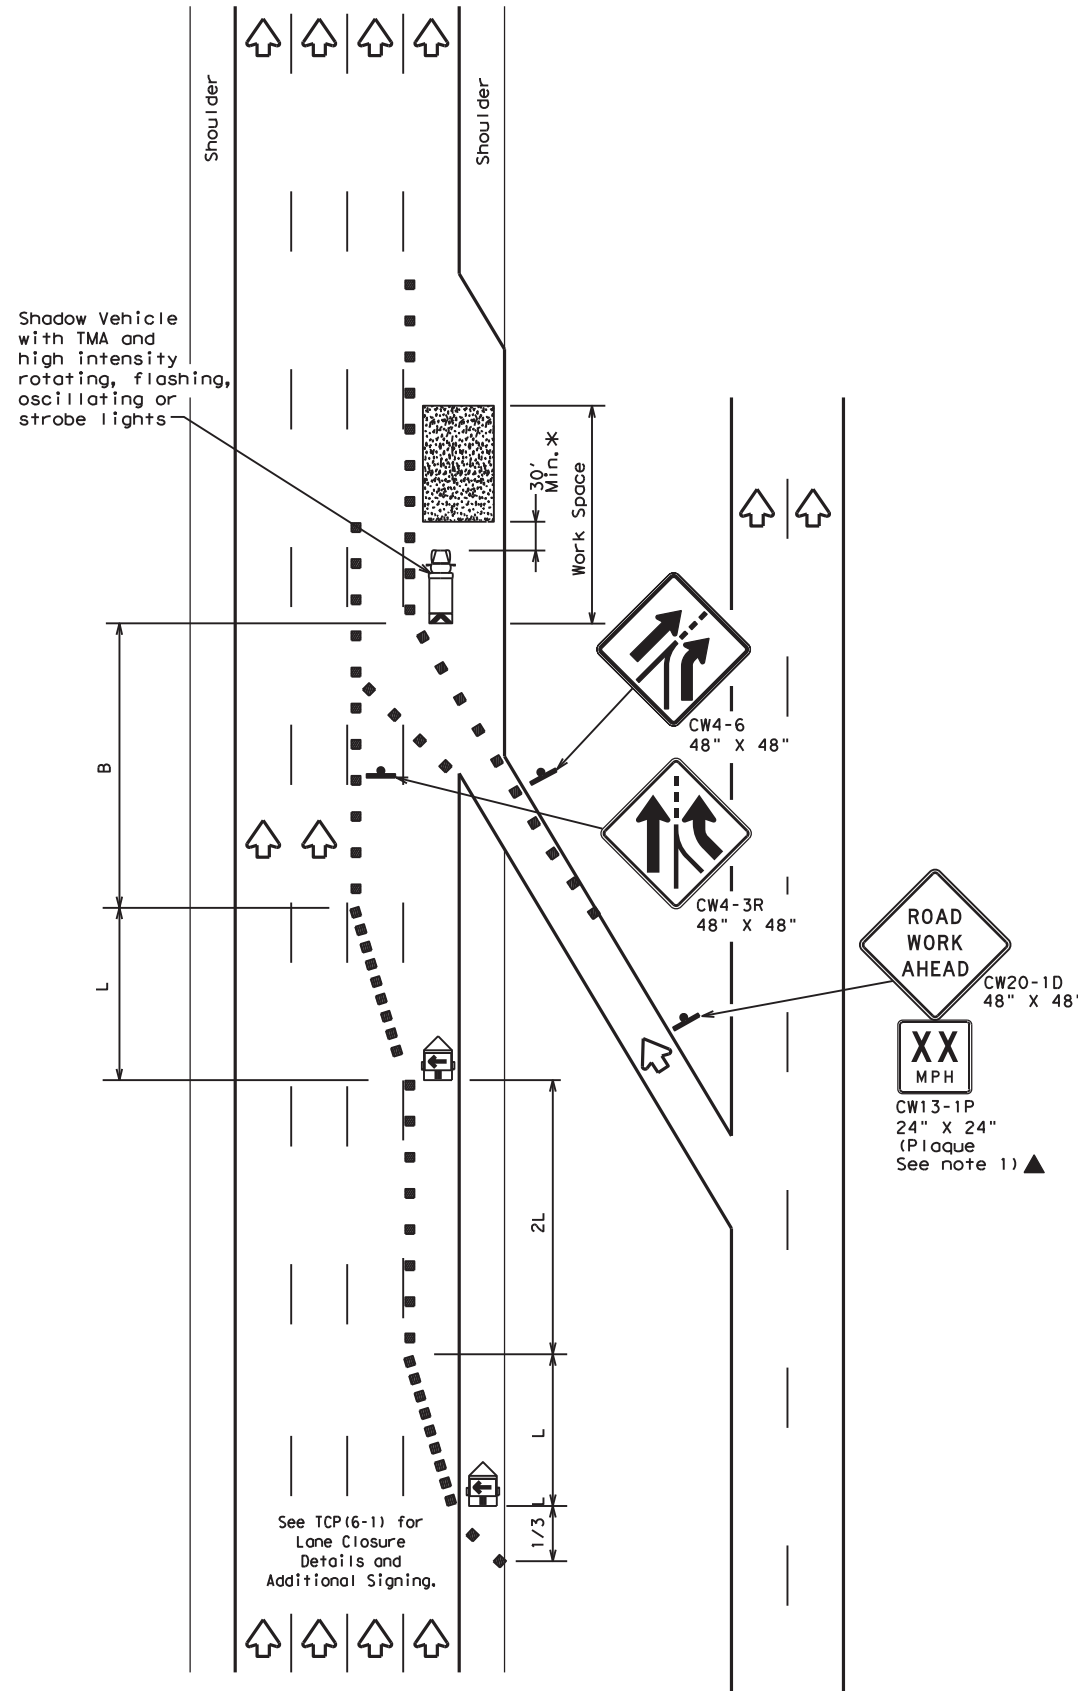 Shoulder
Shoulder
Shadow Vehicle
with TMA and
high intensity
rotating, flashing,
oscillating or
strobe lights
30'
Min.*
Work Space
CW4-6
48" X 48"
B
CW4-3R
48" X 48"
ROAD
WORK
AHEAD
CW20-1D
48" X 48"
L
XX
MPH
CW13-1P
24" X 24"
(Plaque
See note 1) ▲
2L
L
1/3 L
See TCP(6-1) for
Lane Closure
Details and
Additional Signing.